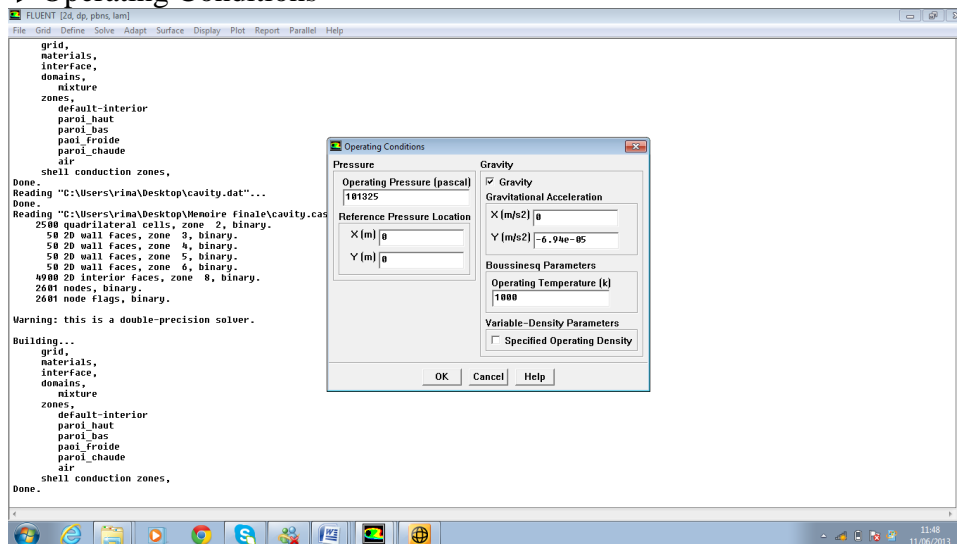 Operating Conditions
FLUENT [2d, dp, pbns, lam]
File Grid Define Solve Adapt Surface Display Plot Report Parallel Help
grid,
materials,
interface,
domains,
mixture
zones,
default-interior
paroi_haut
paroi_bas
paoi_froide
paroi_chaude
air
shell conduction zones,
Done.
Reading "C:\Users\rima\Desktop\cavity.dat"...
Done.
Reading "C:\Users\rima\Desktop\Memoire finale\cavity.cas
2500 quadrilateral cells, zone 2, binary.
50 2D wall faces, zone 3, binary.
50 2D wall faces, zone 4, binary.
50 2D wall faces, zone 5, binary.
50 2D wall faces, zone 6, binary.
4900 2D interior faces, zone 8, binary.
2601 nodes, binary.
2601 node flags, binary.
Warning: this is a double-precision solver.
Building...
grid,
materials,
interface,
domains,
mixture
zones,
default-interior
paroi_haut
paroi_bas
paoi_froide
paroi_chaude
air
shell conduction zones,
Done.
Operating Conditions
Pressure
Operating Pressure (pascal)
101325
Reference Pressure Location
X (m) 0
Y (m) 0
Gravity
Gravity
Gravitational Acceleration
X (m/s2) 0
Y (m/s2) -6.94e-05
Boussinesq Parameters
Operating Temperature (k)
1000
Variable-Density Parameters
Specified Operating Density
OK Cancel Help
11:48
11/06/2013